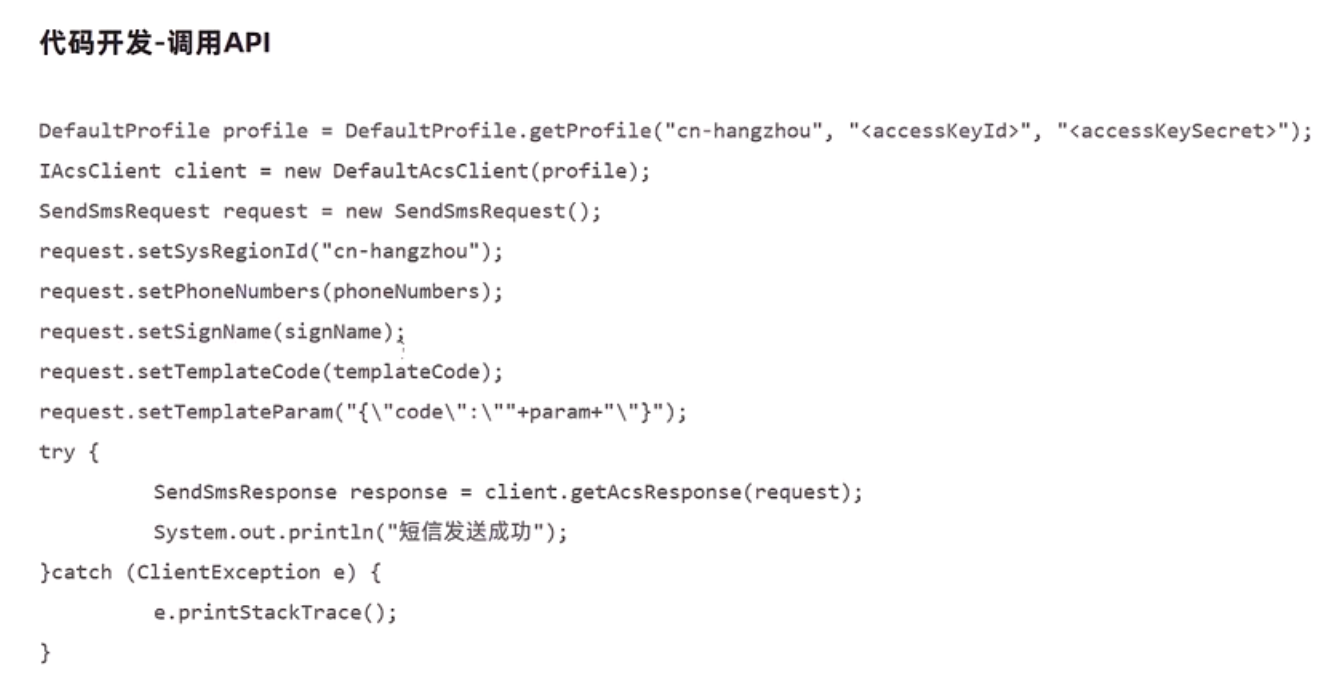 代码开发-调用API
DefaultProfile profile = DefaultProfile.getProfile("cn-hangzhou", "<accessKeyId>", "<accessKeySecret>");
IAcsClient client = new DefaultAcsClient(profile);
SendSmsRequest request = new SendSmsRequest();
request.setSysRegionId("cn-hangzhou");
request.setPhoneNumbers(phoneNumbers);
request.setSignName(signName);
request.setTemplateCode(templateCode);
request.setTemplateParam("{\"code\":\""+param+"\"}");
try {
        SendSmsResponse response = client.getAcsResponse(request);
        System.out.println("短信发送成功");
}catch (ClientException e) {
        e.printStackTrace();
}